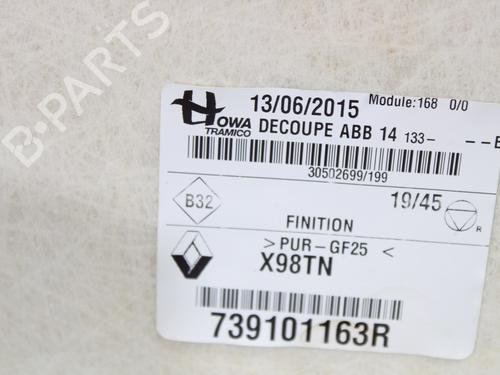 B-PARTS
HOWA
TRAMICO
13/06/2015 Module:168 0/0
DECOUPE ABB 14 133- --E
30502699/199
B32
19/45
R
FINITION
>PUR-GF25 <
X98TN
739101163R